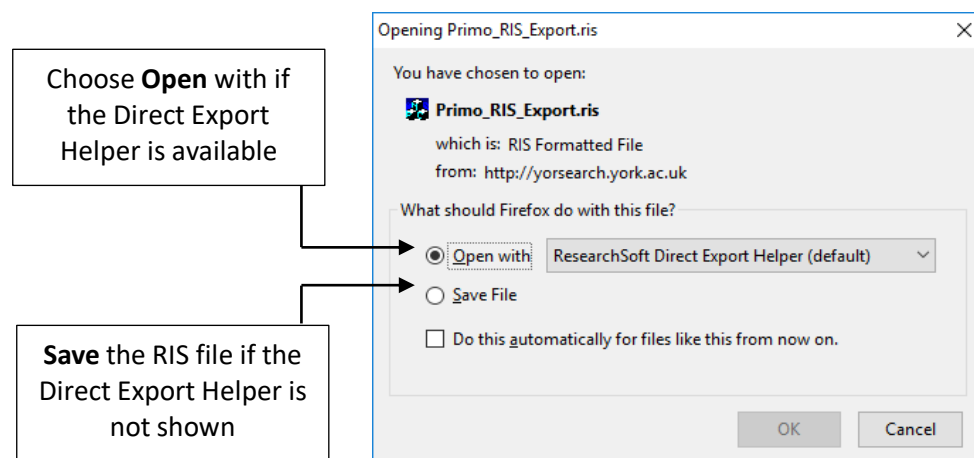 Choose Open with if
the Direct Export
Helper is available
Save the RIS file if the
Direct Export Helper is
not shown
Opening Primo_RIS_Export.ris
You have chosen to open:
Primo_RIS_Export.ris
which is: RIS Formatted File
from: http://yorsearch.york.ac.uk
What should Firefox do with this file?
Open with ResearchSoft Direct Export Helper (default)
Save File
Do this automatically for files like this from now on.
OK Cancel